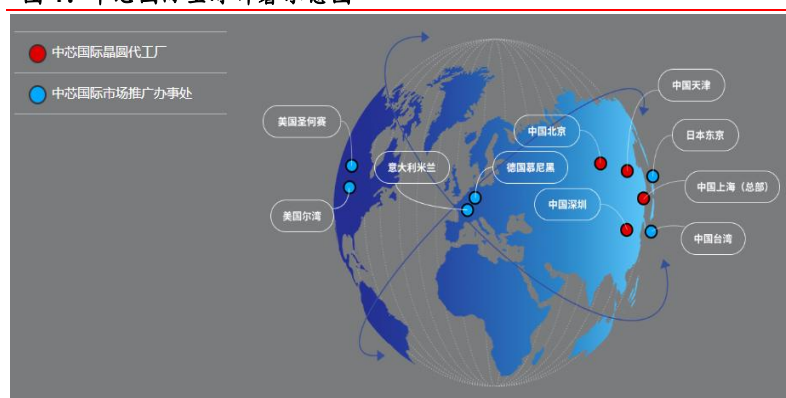 中芯国际晶圆代工厂
中芯国际市场推广办事处
中国天津
美国圣何赛
中国北京
日本东京
意大利米兰
德国慕尼黑
中国上海（总部）
美国尔湾
中国深圳
中国台湾